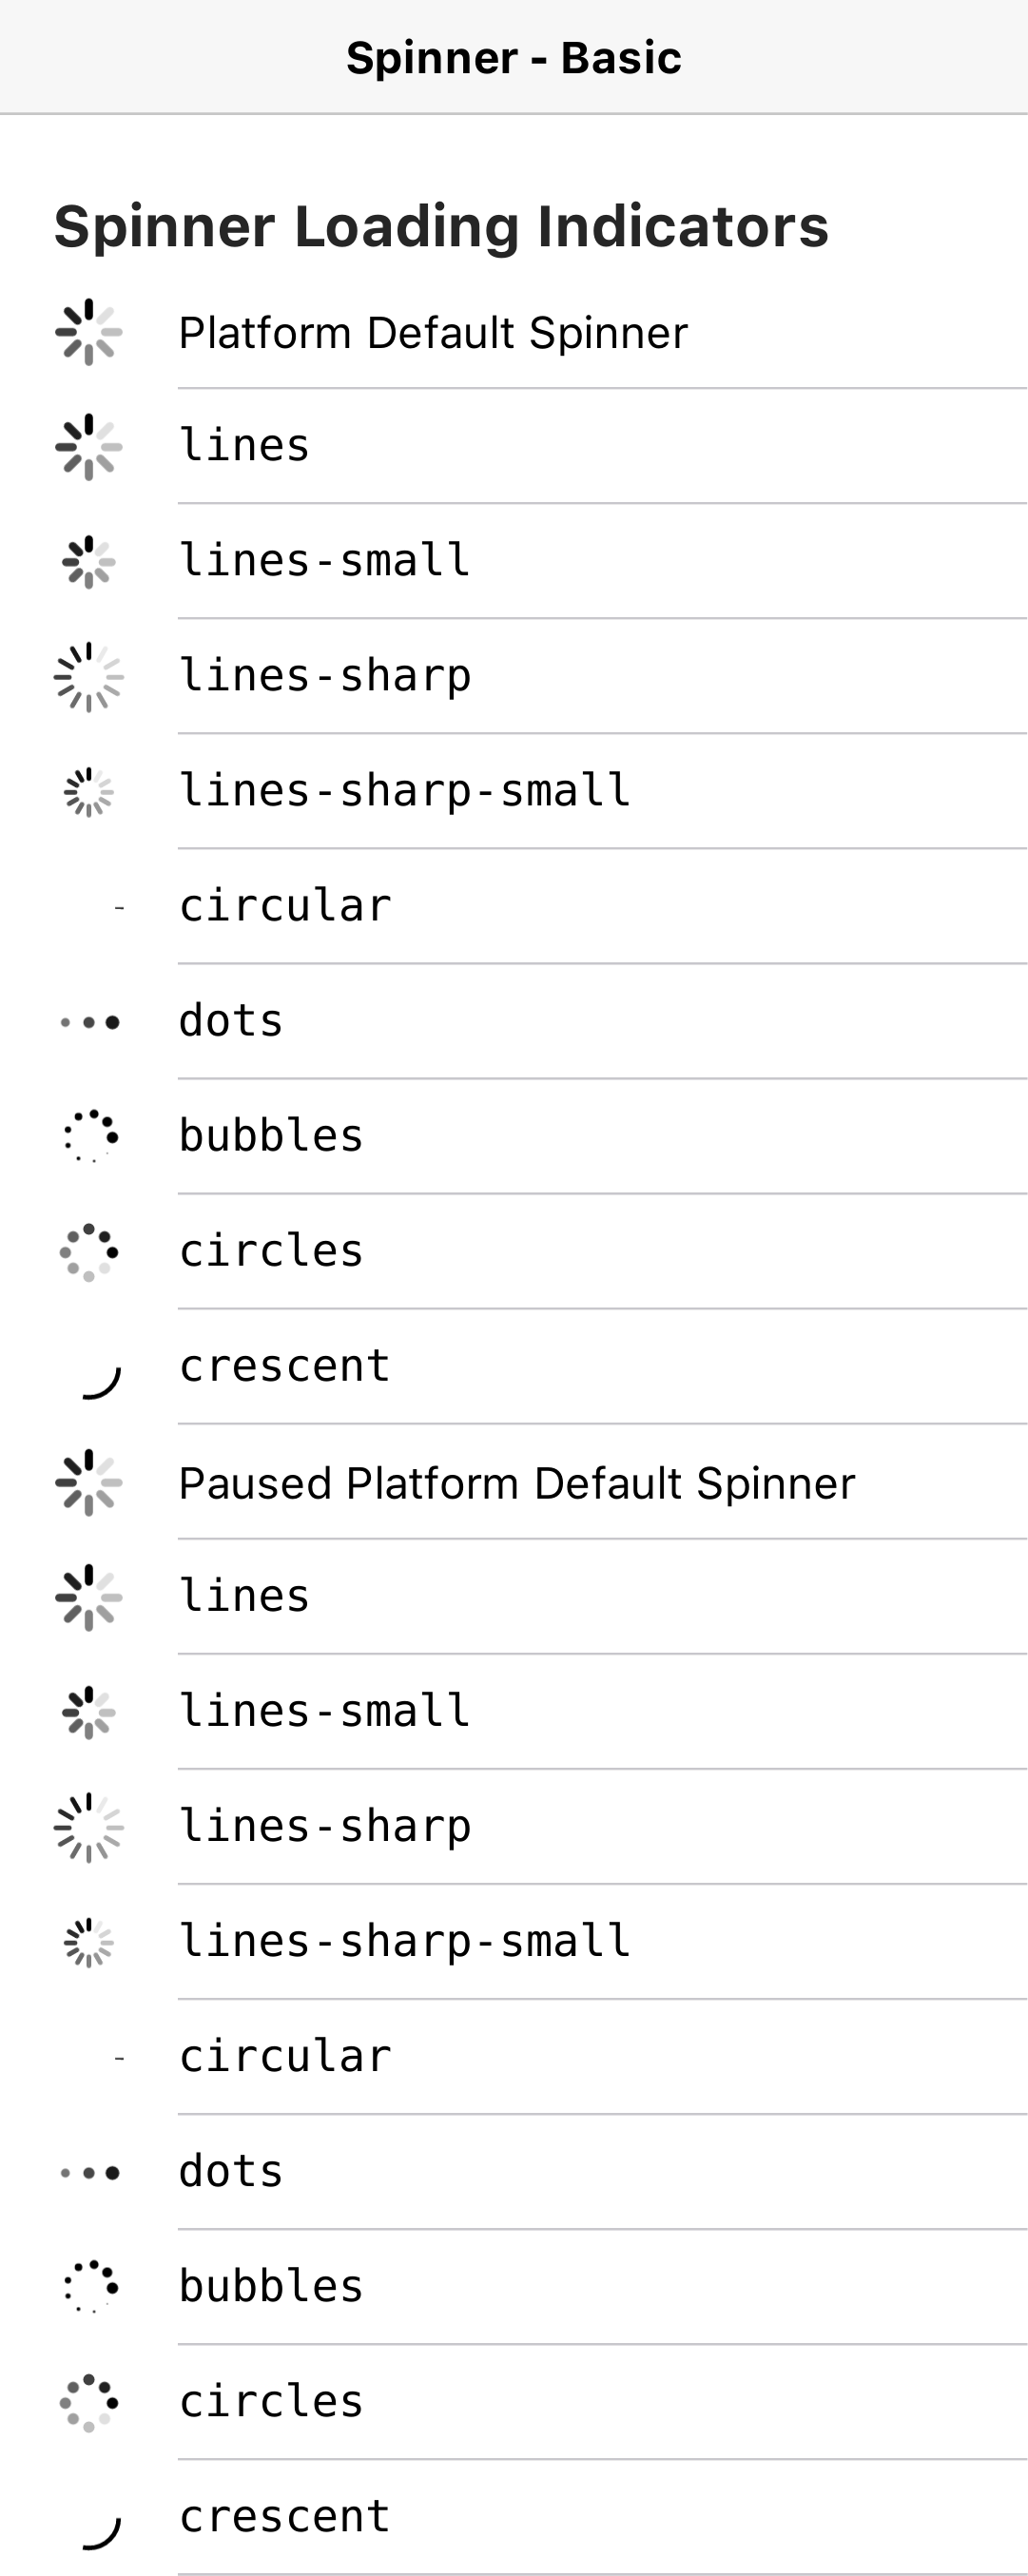 Spinner - Basic
Spinner Loading Indicators
Platform Default Spinner
lines
lines-small
lines-sharp
lines-sharp-small
circular
dots
bubbles
circles
crescent
Paused Platform Default Spinner
lines
lines-small
lines-sharp
lines-sharp-small
circular
dots
bubbles
circles
crescent